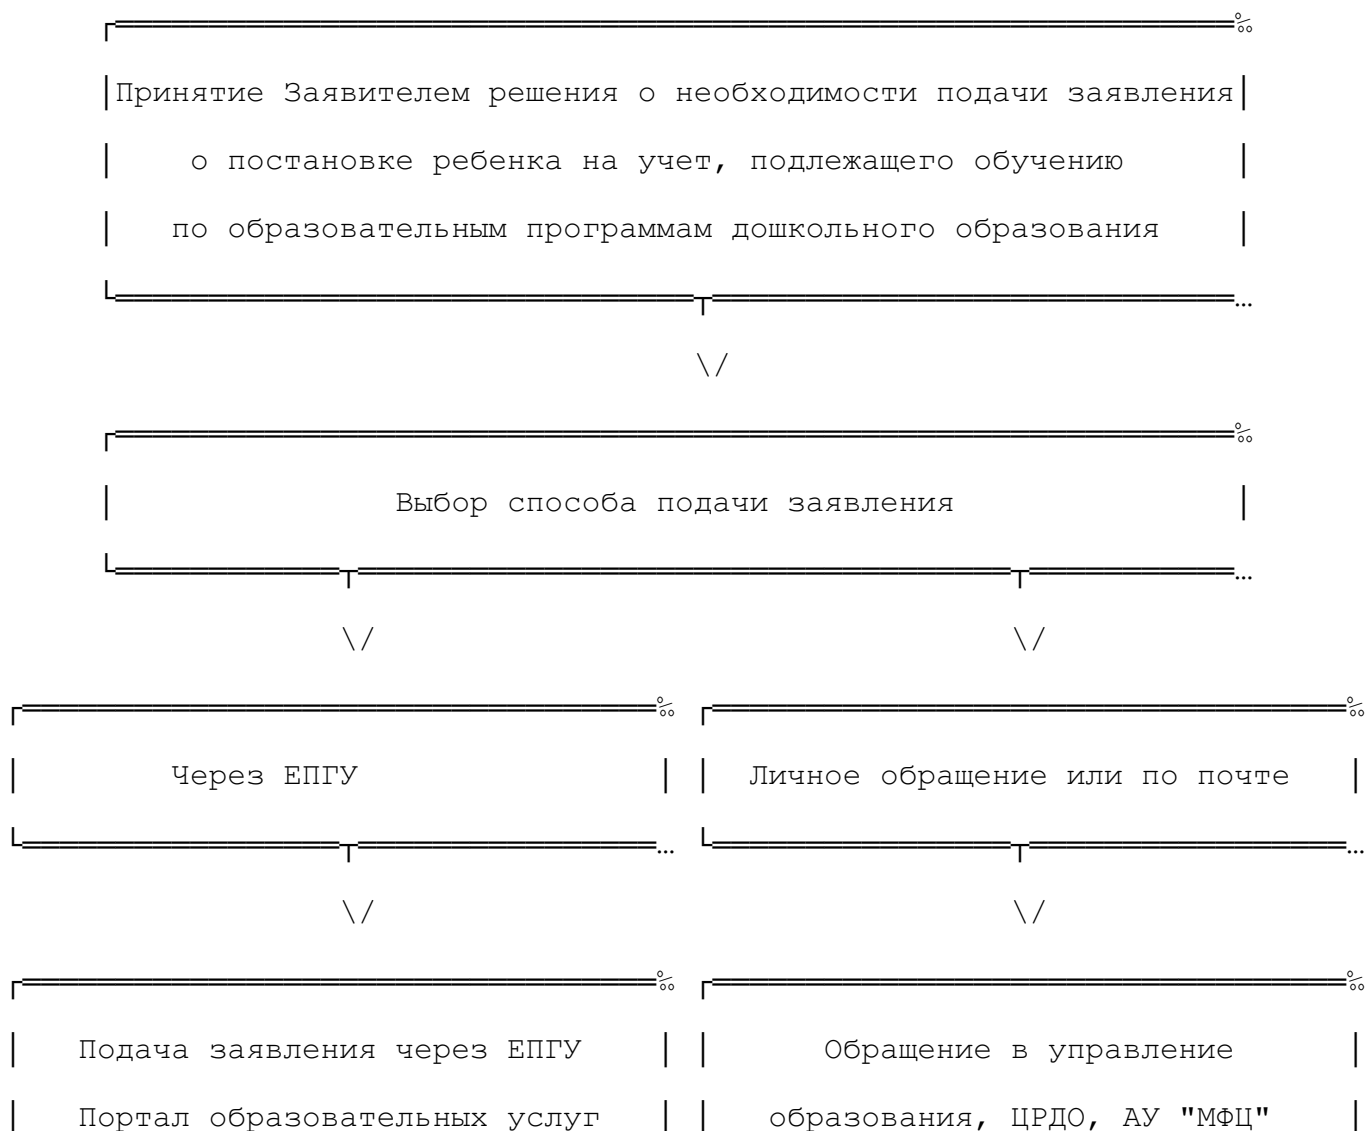 Принятие Заявителем решения о необходимости подачи заявления
о постановке ребенка на учет, подлежащего обучению
по образовательным программам дошкольного образования
Выбор способа подачи заявления
Через ЕПГУ
Личное обращение или по почте
Подача заявления через ЕПГУ
Портал образовательных услуг
Обращение в управление
образования, ЦРДО, АУ "МФЦ"